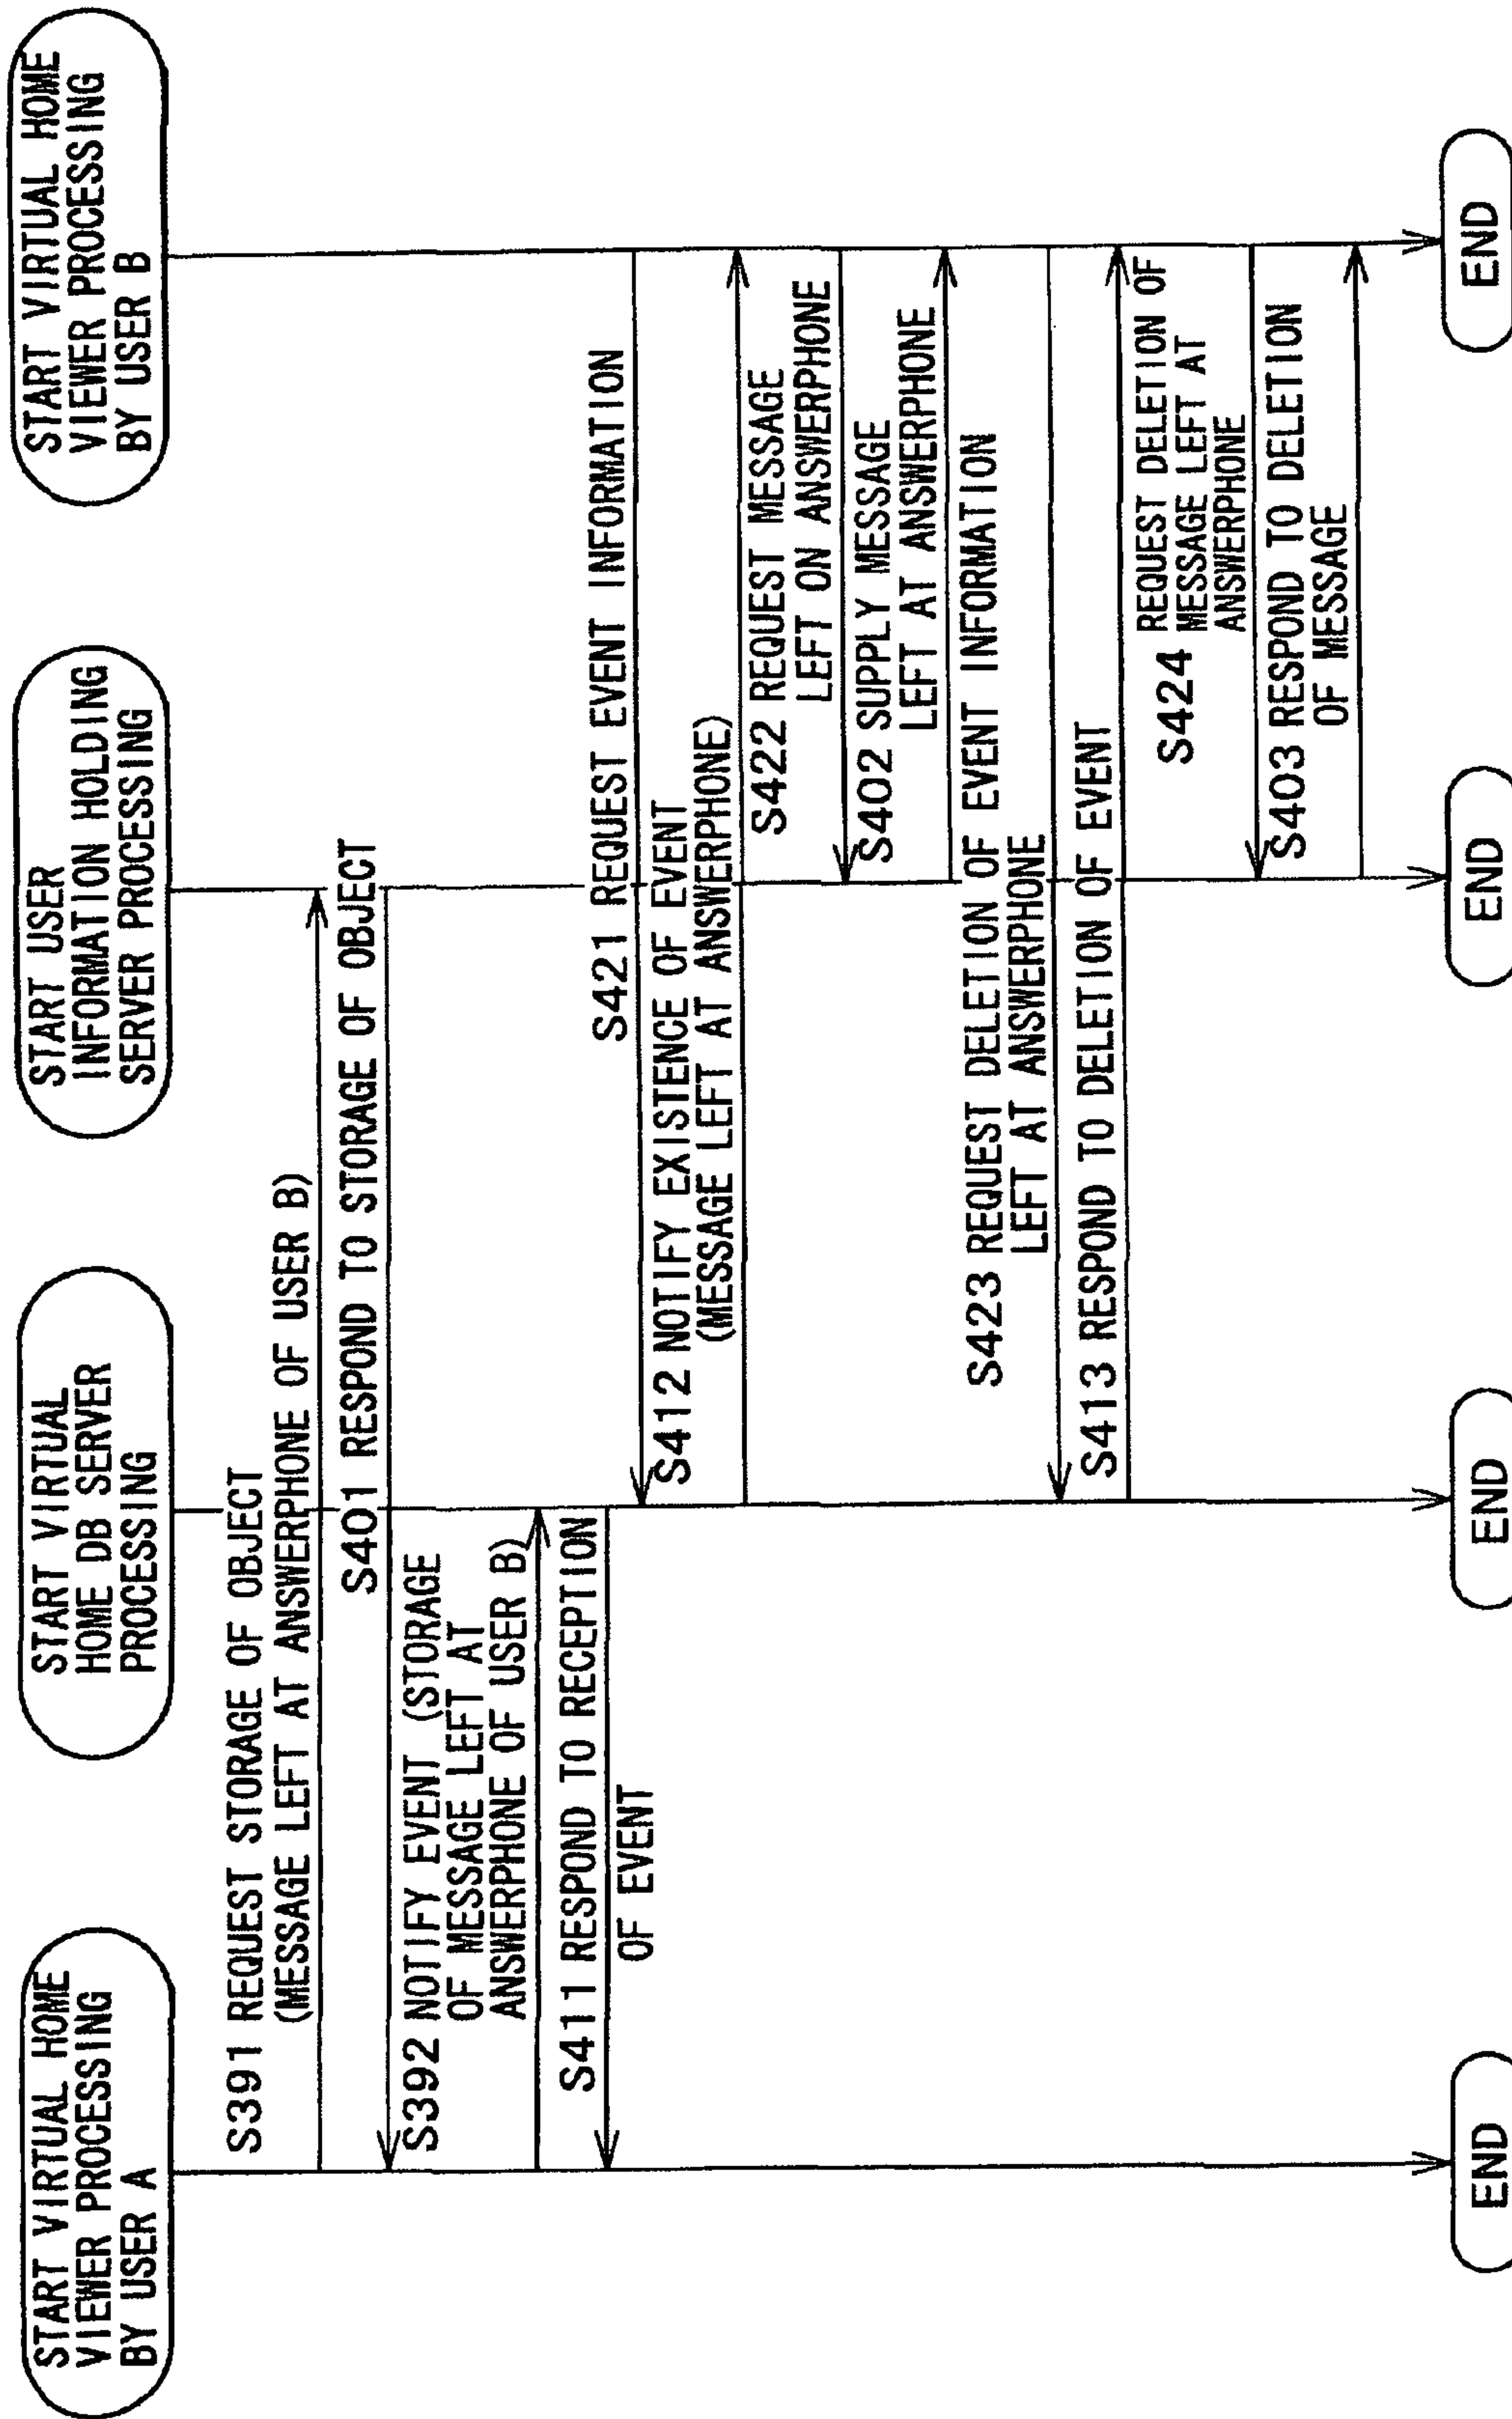 START VIRTUAL HOME
VIEWER PROCESSING
BY USER A
START VIRTUAL
HOME DB SERVER
PROCESSING
START USER
INFORMATION HOLDING
SERVER PROCESSING
START VIRTUAL HOME
VIEWER PROCESSING
BY USER B
S391 REQUEST STORAGE OF OBJECT
(MESSAGE LEFT AT ANSWERPHONE OF USER B)
S401 RESPOND TO STORAGE OF OBJECT
S392 NOTIFY EVENT (STORAGE
OF MESSAGE LEFT AT
ANSWERPHONE OF USER B)
S411 RESPOND TO RECEPTION
OF EVENT
S421 REQUEST EVENT INFORMATION
S412 NOTIFY EXISTENCE OF EVENT
(MESSAGE LEFT AT ANSWERPHONE)
S422 REQUEST MESSAGE
LEFT ON ANSWERPHONE
S402 SUPPLY MESSAGE
LEFT AT ANSWERPHONE
S423 REQUEST DELETION OF EVENT INFORMATION
LEFT AT ANSWERPHONE
S413 RESPOND TO DELETION OF EVENT
S424 REQUEST DELETION OF
MESSAGE LEFT AT
ANSWERPHONE
S403 RESPOND TO DELETION
OF MESSAGE
END
END
END
END